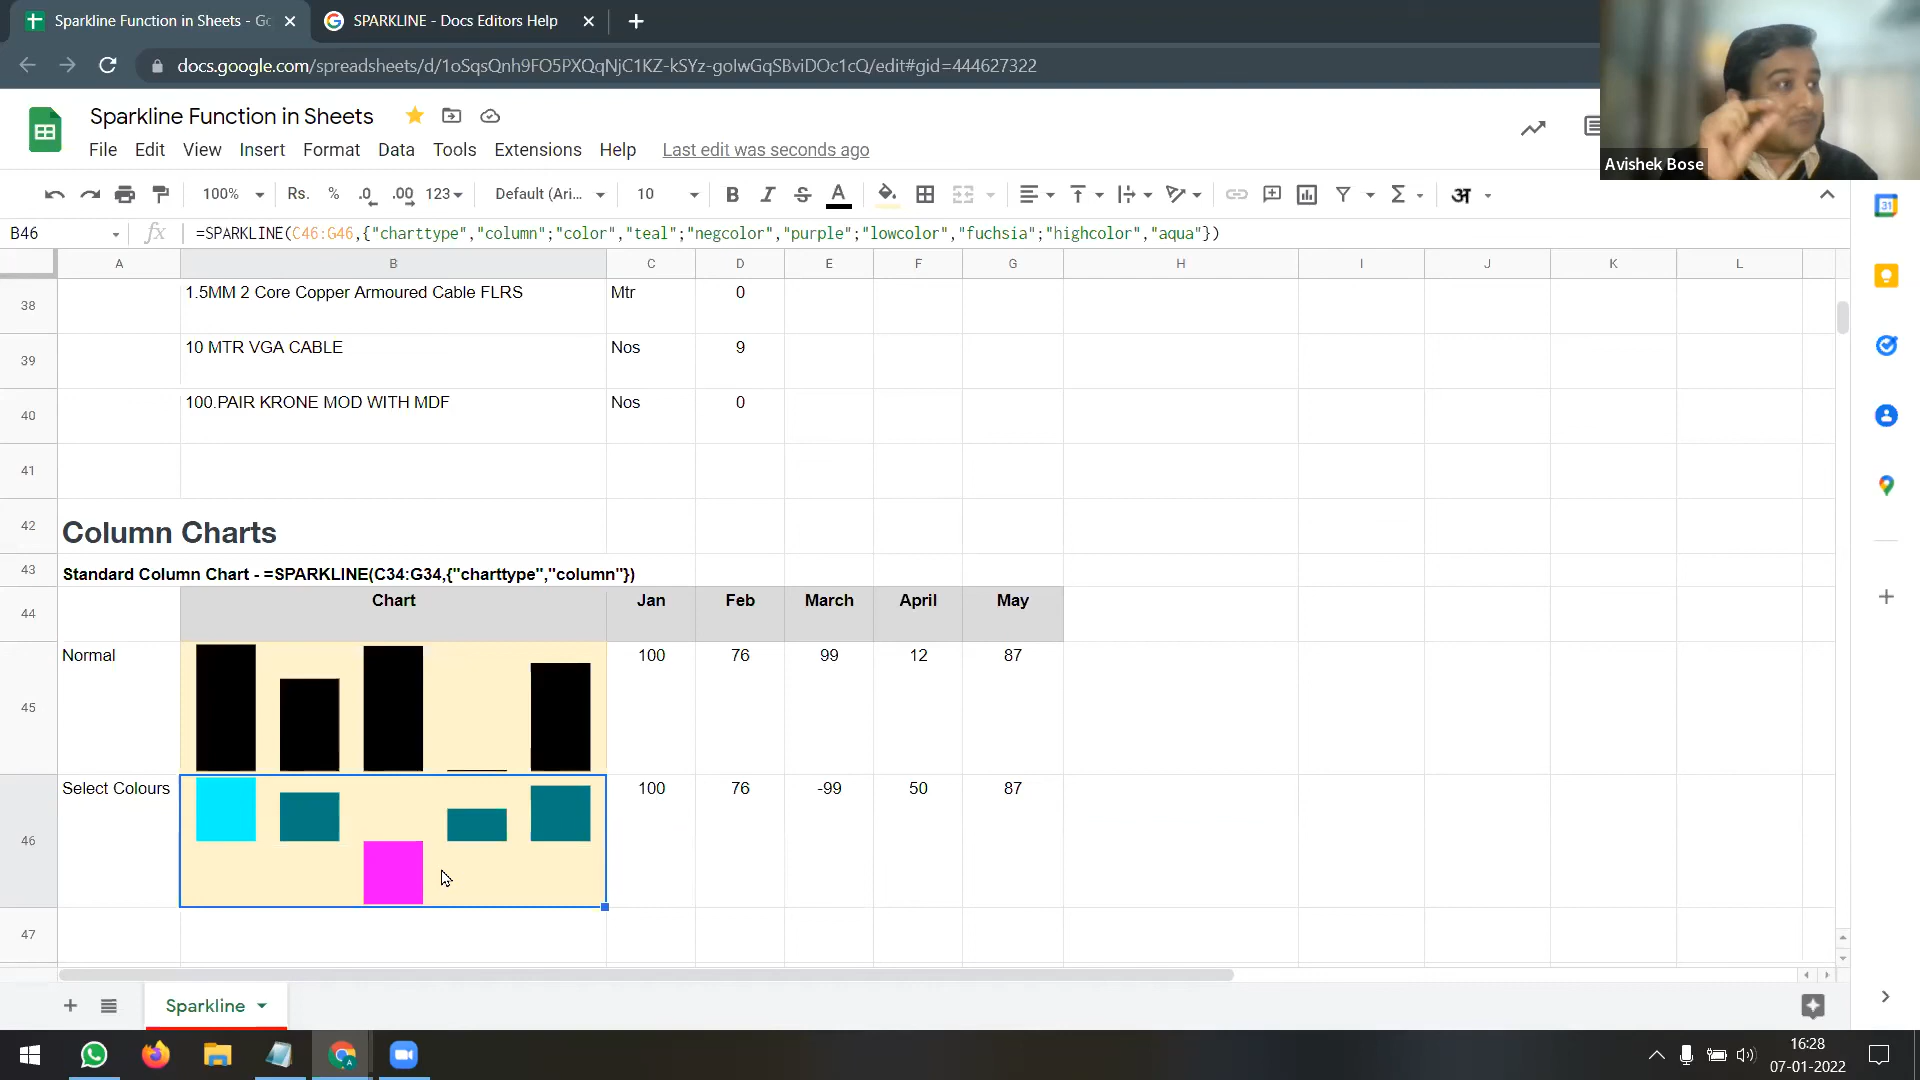 Sparkline Function in Sheets - Go
SPARKLINE - Docs Editors Help
docs.google.com/spreadsheets/d/1oSqsQnh9FO5PXQqNjC1KZ-kSYz-goIwGqSBviDOc1cQ/edit#gid=444627322
Sparkline Function in Sheets
File Edit View Insert Format Data Tools Extensions Help Last edit was seconds ago
Avishek Bose
100% Rs. % .0 .00 123 Default (Ari... 10 B I S A Σ अ
B46 fx =SPARKLINE(C46:G46,{"charttype","column";"color","teal";"negcolor","purple";"lowcolor","fuchsia";"highcolor","aqua"})
A B C D E F G H I J K L
38 1.5MM 2 Core Copper Armoured Cable FLRS Mtr 0
39 10 MTR VGA CABLE Nos 9
40 100.PAIR KRONE MOD WITH MDF Nos 0
41
42 Column Charts
43 Standard Column Chart - =SPARKLINE(C34:G34,{"charttype","column"})
44 Chart Jan Feb March April May
45 Normal 100 76 99 12 87
46 Select Colours 100 76 -99 50 87
47
Sparkline
16:28
07-01-2022